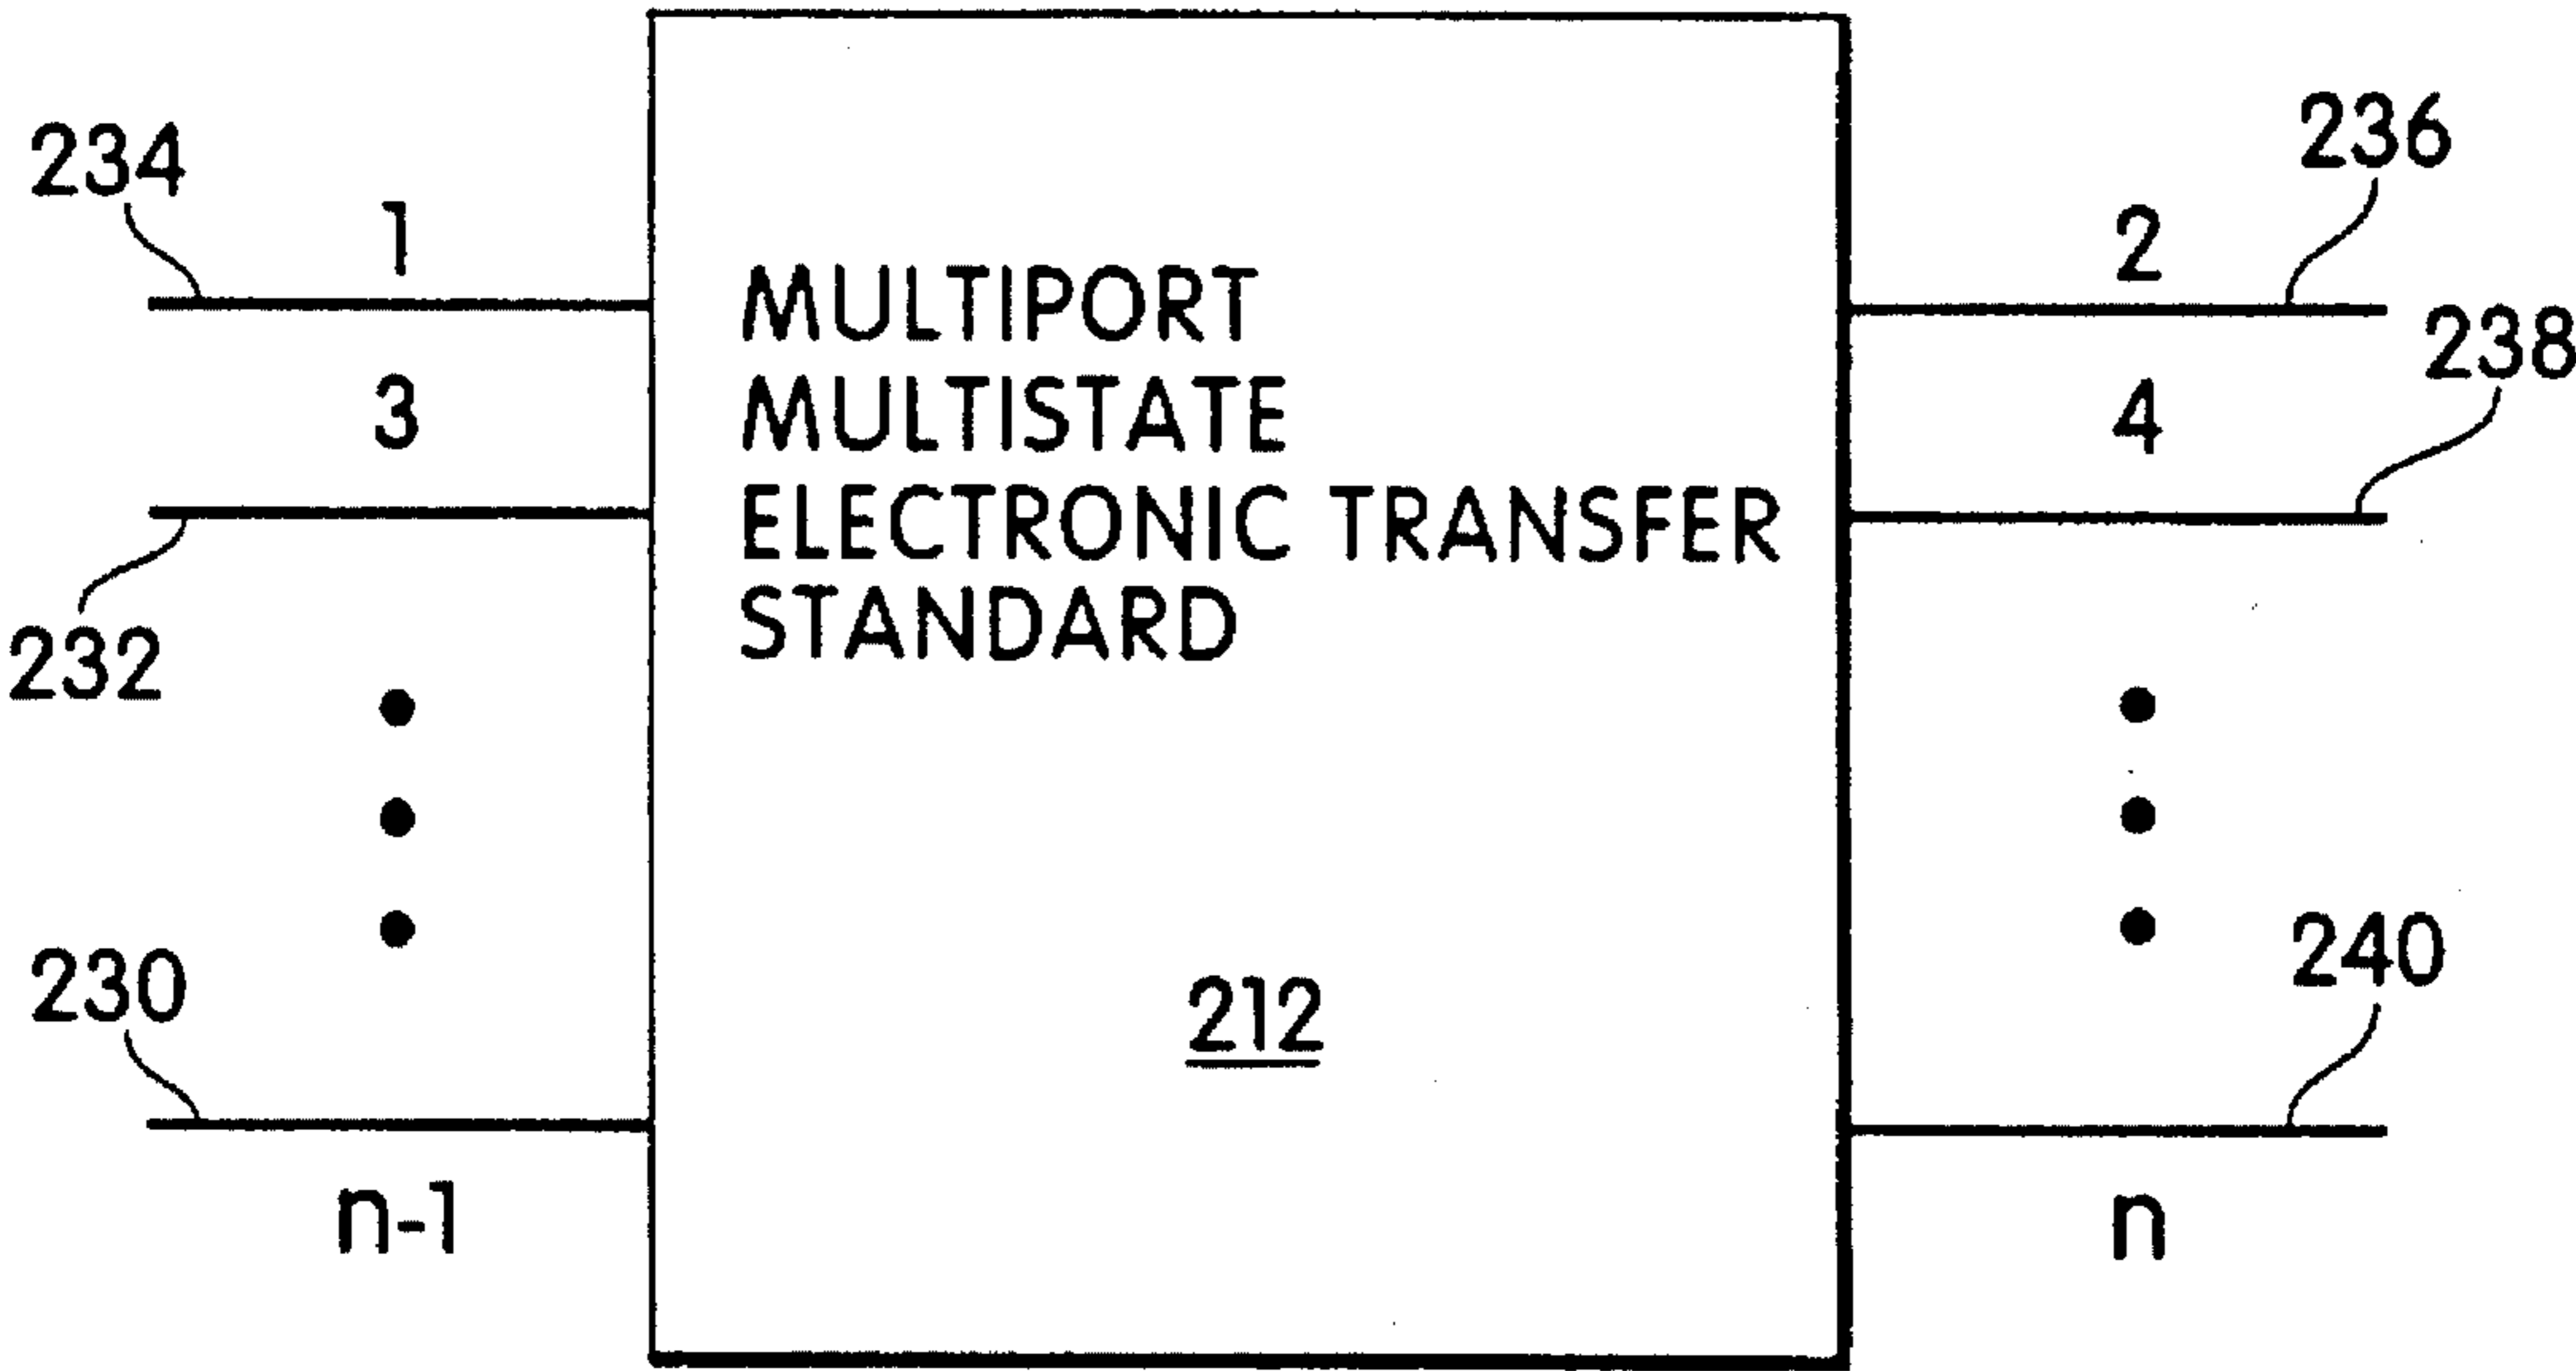 234
1
236
2
MULTIPORT
MULTISTATE
ELECTRONIC TRANSFER
STANDARD
3
232
238
4
212
230
n-1
240
n